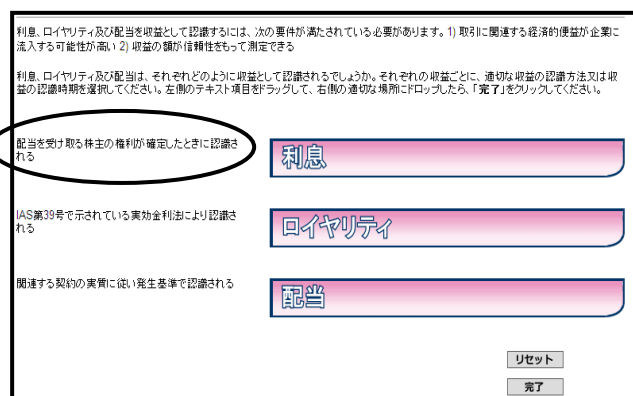 利息、ロイヤリティ及び配当を収益として認識するには、次の要件が満たされている必要があります。1) 取引に関連する経済的便益が企業に
流入する可能性が高い 2) 収益の額が信頼性をもって測定できる
利息、ロイヤリティ及び配当は、それぞれどのように収益として認識されるでしょうか。それぞれの収益ごとに、適切な収益の認識方法又は収
益の認識時期を選択してください。左側のテキスト項目をドラッグして、右側の適切な場所にドロップしたら、「完了」をクリックしてください。
配当を受け取る株主の権利が確定したときに認識さ
れる
利息
IAS第39号で示されている実効金利法により認識さ
れる
ロイヤリティ
関連する契約の実質に従い発生基準で認識される
配当
リセット
完了